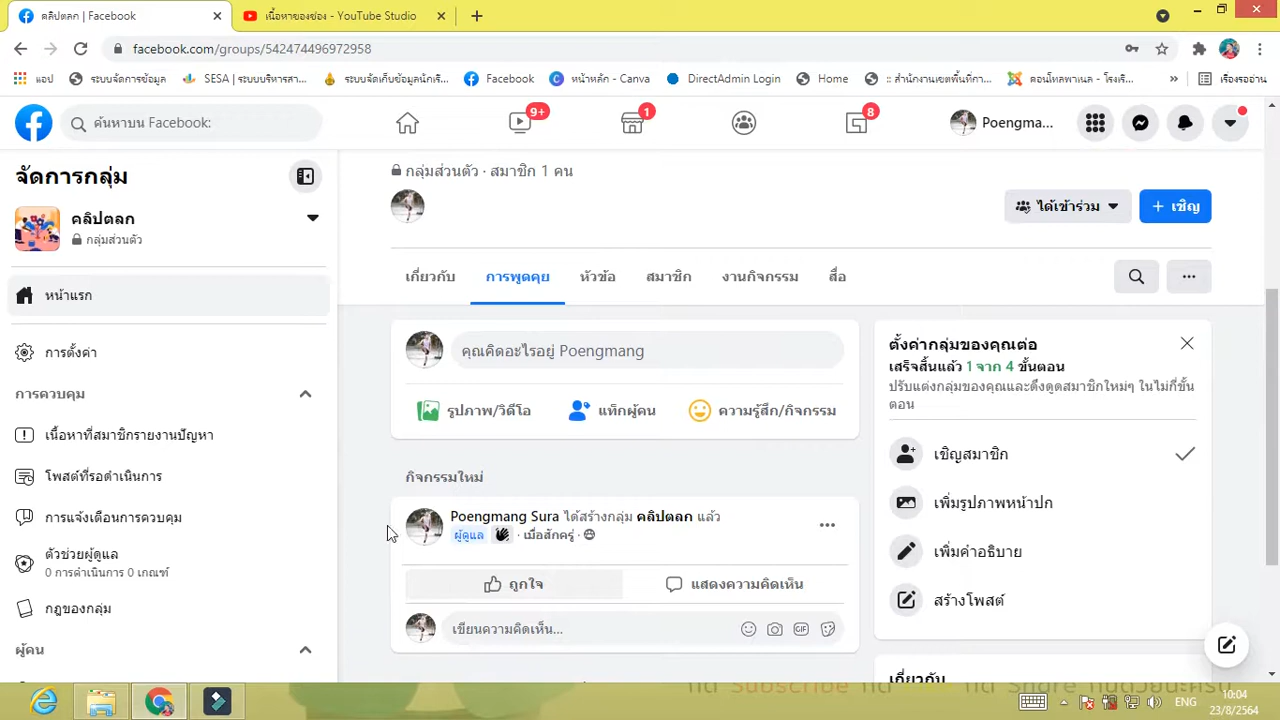 คลิปตลก | Facebook
เนื้อหาของช่อง - YouTube Studio
facebook.com/groups/542474496972958
แอป
ระบบจัดการข้อมูล
SESA | ระบบบริหารสา...
ระบบจัดเก็บข้อมูลนักเรี...
Facebook
หน้าหลัก - Canva
DirectAdmin Login
Home
:: สำนักงานเขตพื้นที่กา...
คอนโทลพาเนล - โรงเรี...
»
เรื่องรออ่าน
ค้นหาบน Facebook:
9+
1
8
Poengma...
จัดการกลุ่ม
คลิปตลก
กลุ่มส่วนตัว
หน้าแรก
การตั้งค่า
การควบคุม
เนื้อหาที่สมาชิกรายงานปัญหา
โพสต์ที่รอดำเนินการ
การแจ้งเตือนการควบคุม
ตัวช่วยผู้ดูแล
0 การดำเนินการ 0 เกณฑ์
กฎของกลุ่ม
ผู้คน
กลุ่มส่วนตัว · สมาชิก 1 คน
ได้เข้าร่วม
+ เชิญ
เกี่ยวกับ
การพูดคุย
หัวข้อ
สมาชิก
งานกิจกรรม
สื่อ
คุณคิดอะไรอยู่ Poengmang
รูปภาพ/วิดีโอ
แท็กผู้คน
ความรู้สึก/กิจกรรม
กิจกรรมใหม่
Poengmang Sura ได้สร้างกลุ่ม คลิปตลก แล้ว
ผู้ดูแล · เมื่อสักครู่ ·
ถูกใจ
แสดงความคิดเห็น
เขียนความคิดเห็น...
GIF
ตั้งค่ากลุ่มของคุณต่อ
เสร็จสิ้นแล้ว 1 จาก 4 ขั้นตอน
ปรับแต่งกลุ่มของคุณและดึงดูดสมาชิกใหม่ๆ ในไม่กี่ขั้น
ตอน
เชิญสมาชิก
เพิ่มรูปภาพหน้าปก
เพิ่มคำอธิบาย
สร้างโพสต์
เกี่ยวกับ
กด Subscribe กด
กด Share กันด้วยนะครับ
ENG
10:04
23/8/2564